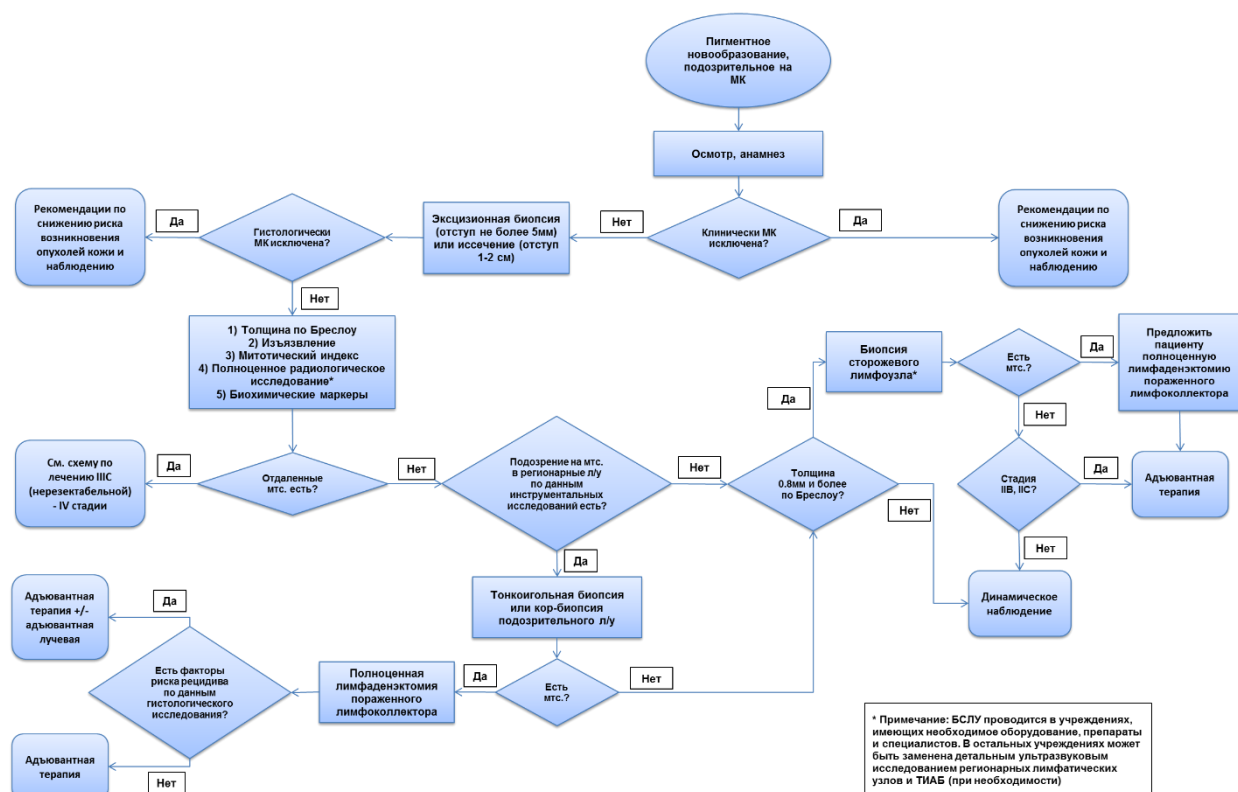 Пигментное
новообразование,
подозрительное на
МК
Осмотр, анамнез
Клинически МК
исключена?
Да
Рекомендации по
снижению риска
возникновения
опухолей кожи и
наблюдению
Нет
Эксцизионная биопсия
(отступ не более 5мм)
или иссечение (отступ
1-2 см)
Гистологически
МК исключена?
Да
Рекомендации по
снижению риска
возникновения
опухолей кожи и
наблюдению
Нет
1) Толщина по Бреслоу
2) Изъязвление
3) Митотический индекс
4) Полноценное радиологическое
исследование*
5) Биохимические маркеры
Отдаленные
мтс. есть?
Да
См. схему по
лечению IIIC
(нерезектабельной)
- IV стадии
Нет
Подозрение на мтс.
в регионарные л/у
по данным
инструментальных
исследований есть?
Нет
Толщина
0.8мм и более
по Бреслоу?
Да
Биопсия
сторожевого
лимфоузла*
Есть
мтс.?
Да
Предложить
пациенту
полноценную
лимфаденэктомию
пораженного
лимфоколлектора
Нет
Стадия
IIB, IIC?
Да
Адъювантная
терапия
Нет
Динамическое
наблюдение
Нет
Да
Тонкоигольная биопсия
или кор-биопсия
подозрительного л/у
Есть
мтс.?
Нет
Да
Полноценная
лимфаденэктомия
пораженного
лимфоколлектора
Есть факторы
риска рецидива
по данным
гистологического
исследования?
Да
Адъювантная
терапия +/-
адъювантная
лучевая
Нет
Адъювантная
терапия
* Примечание: БСЛУ проводится в учреждениях,
имеющих необходимое оборудование, препараты
и специалистов. В остальных учреждениях может
быть заменена детальным ультразвуковым
исследованием регионарных лимфатических
узлов и ТИАБ (при необходимости)